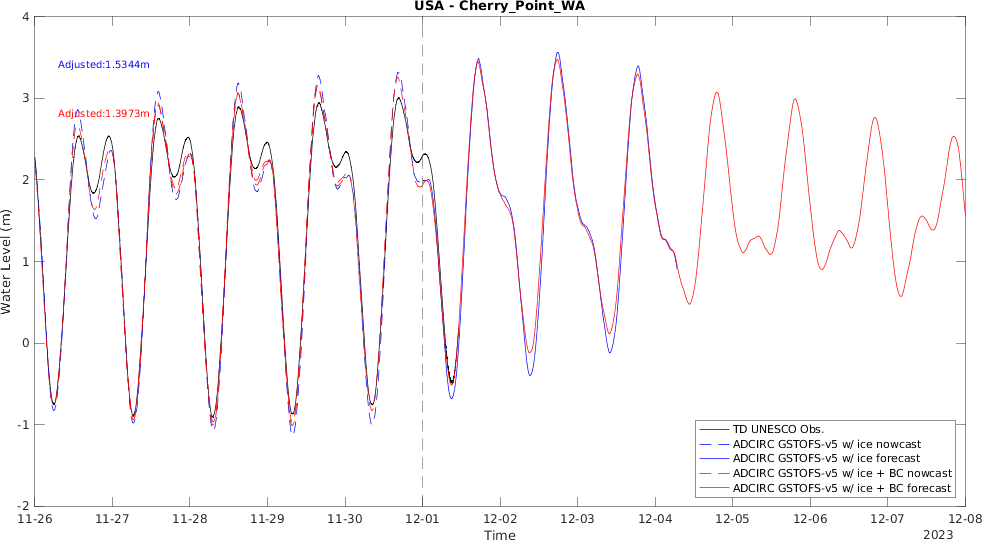 USA - Cherry_Point_WA
4
3
2
1
0
-1
-2
Water Level (m)
Adjusted:1.5344m
Adjusted:1.3973m
TD UNESCO Obs.
ADCIRC GSTOFS-v5 w/ ice nowcast
ADCIRC GSTOFS-v5 w/ ice forecast
ADCIRC GSTOFS-v5 w/ ice + BC nowcast
ADCIRC GSTOFS-v5 w/ ice + BC forecast
11-26 11-27 11-28 11-29 11-30 12-01 12-02 12-03 12-04 12-05 12-06 12-07 12-08
Time
2023